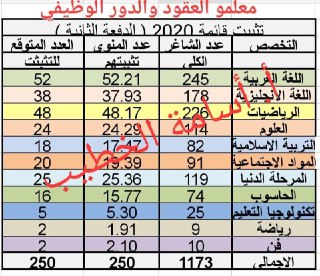 معلمو العقود والدور الوظيفي
تثبيت قائمة 2020 (الدفعة الثانية)
التخصص عدد الشاغر الكلي عدد المنوى تثبيتهم العدد المتوقع للتثبيت
اللغة العربية 245 52.21 52
اللغة الانجليزية 178 37.93 38
الرياضيات 226 48.17 48
العلوم 114 24.29 24
التربية الاسلامية 82 17.47 18
المواد الاجتماعية 91 19.39 20
المرحلة الدنيا 119 25.36 25
الحاسوب 74 15.77 16
تكنولوجيا التعليم 25 5.30 5
رياضة 9 1.91 2
فن 10 2.10 2
الاجمالي 1173 250 250
أ. أسامة الخطيب